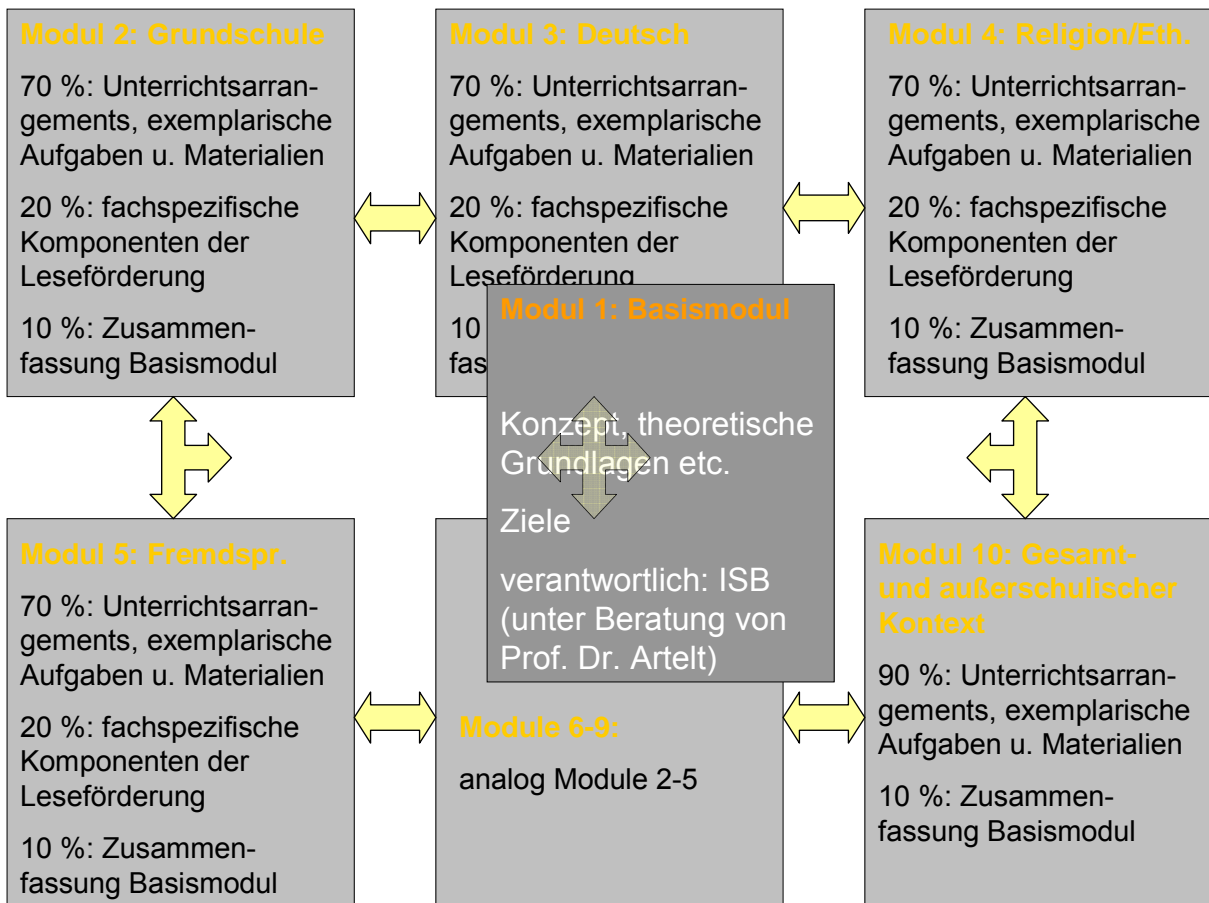 Modul 2: Grundschule
70 %: Unterrichtsarran-
gements, exemplarische
Aufgaben u. Materialien
20 %: fachspezifische
Komponenten der
Leseförderung
10 %: Zusammen-
fassung Basismodul
Modul 3: Deutsch
70 %: Unterrichtsarran-
gements, exemplarische
Aufgaben u. Materialien
20 %: fachspezifische
Komponenten der
Leseförderung
10
fas
Modul 4: Religion/Eth.
70 %: Unterrichtsarran-
gements, exemplarische
Aufgaben u. Materialien
20 %: fachspezifische
Komponenten der
Leseförderung
10 %: Zusammen-
fassung Basismodul
Modul 1: Basismodul
Konzept, theoretische
Grundlagen etc.
Ziele
verantwortlich: ISB
(unter Beratung von
Prof. Dr. Artelt)
Modul 5: Fremdspr.
70 %: Unterrichtsarran-
gements, exemplarische
Aufgaben u. Materialien
20 %: fachspezifische
Komponenten der
Leseförderung
10 %: Zusammen-
fassung Basismodul
Module 6-9:
analog Module 2-5
Modul 10: Gesamt-
und außerschulischer
Kontext
90 %: Unterrichtsarran-
gements, exemplarische
Aufgaben u. Materialien
10 %: Zusammen-
fassung Basismodul